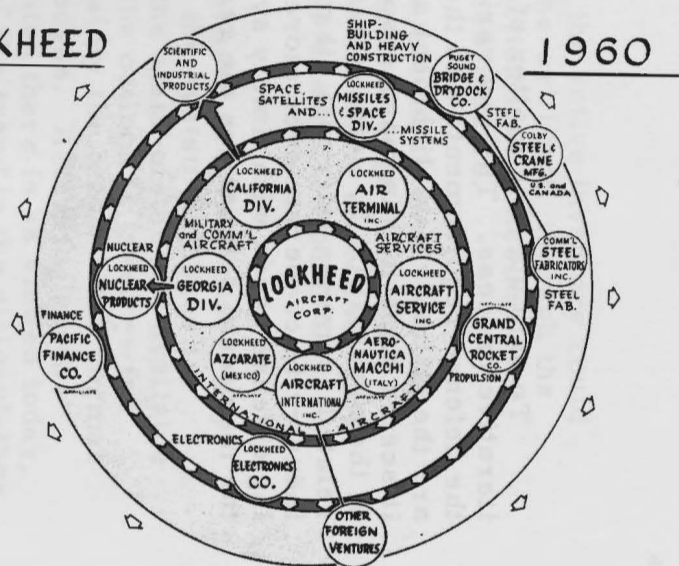 KHEED
1960
SHIP-
BUILDING
AND HEAVY
CONSTRUCTION
SCIENTIFIC
AND
INDUSTRIAL
PRODUCTS
PUGET
SOUND
BRIDGE &
DRYDOCK
CO.
SPACE,
SATELLITES
AND...
LOCKHEED
MISSILES
& SPACE
DIV.
...MISSILE
SYSTEMS
STEEL
FAB.
COLBY
STEEL &
CRANE
MFG.
U.S. and
CANADA
LOCKHEED
CALIFORNIA
DIV.
LOCKHEED
AIR
TERMINAL
INC.
MILITARY
and COMM'L
AIRCRAFT
AIRCRAFT
SERVICES
COMM'L
STEEL
FABRICATORS
INC.
STEEL
FAB.
NUCLEAR
LOCKHEED
NUCLEAR
PRODUCTS
LOCKHEED
GEORGIA
DIV.
LOCKHEED
AIRCRAFT
CORP.
LOCKHEED
AIRCRAFT
SERVICE
INC.
AFFILIATE
GRAND
CENTRAL
ROCKET
CO.
PROPULSION
FINANCE
PACIFIC
FINANCE
CO.
AFFILIATE
LOCKHEED
AZCARATE
(MEXICO)
AFFILIATE
LOCKHEED
AIRCRAFT
INTERNATIONAL
INC.
AERO-
NAUTICA
MACCHI
(ITALY)
AFFILIATE
INTERNATIONAL AIRCRAFT
ELECTRONICS
LOCKHEED
ELECTRONICS
CO.
OTHER
FOREIGN
VENTURES